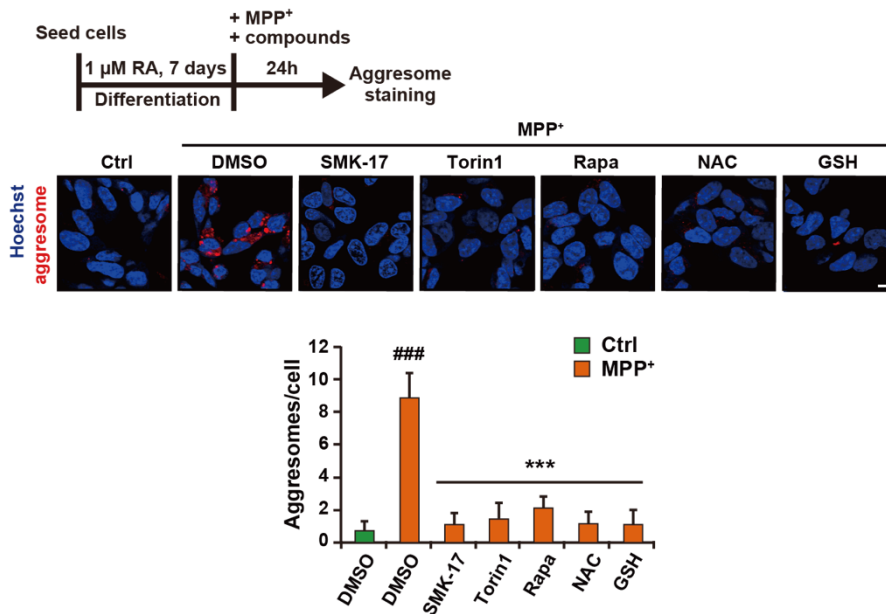 + MPP⁺
Seed cells + compounds
1 µM RA, 7 days 24h
Differentiation
Aggresome
staining
MPP⁺
Ctrl DMSO SMK-17 Torin1 Rapa NAC GSH
Hoechst
aggresome
Aggresomes/cell
12
10
8
6
4
2
0
###
***
Ctrl
MPP⁺
DMSO DMSO SMK-17 Torin1 Rapa NAC GSH